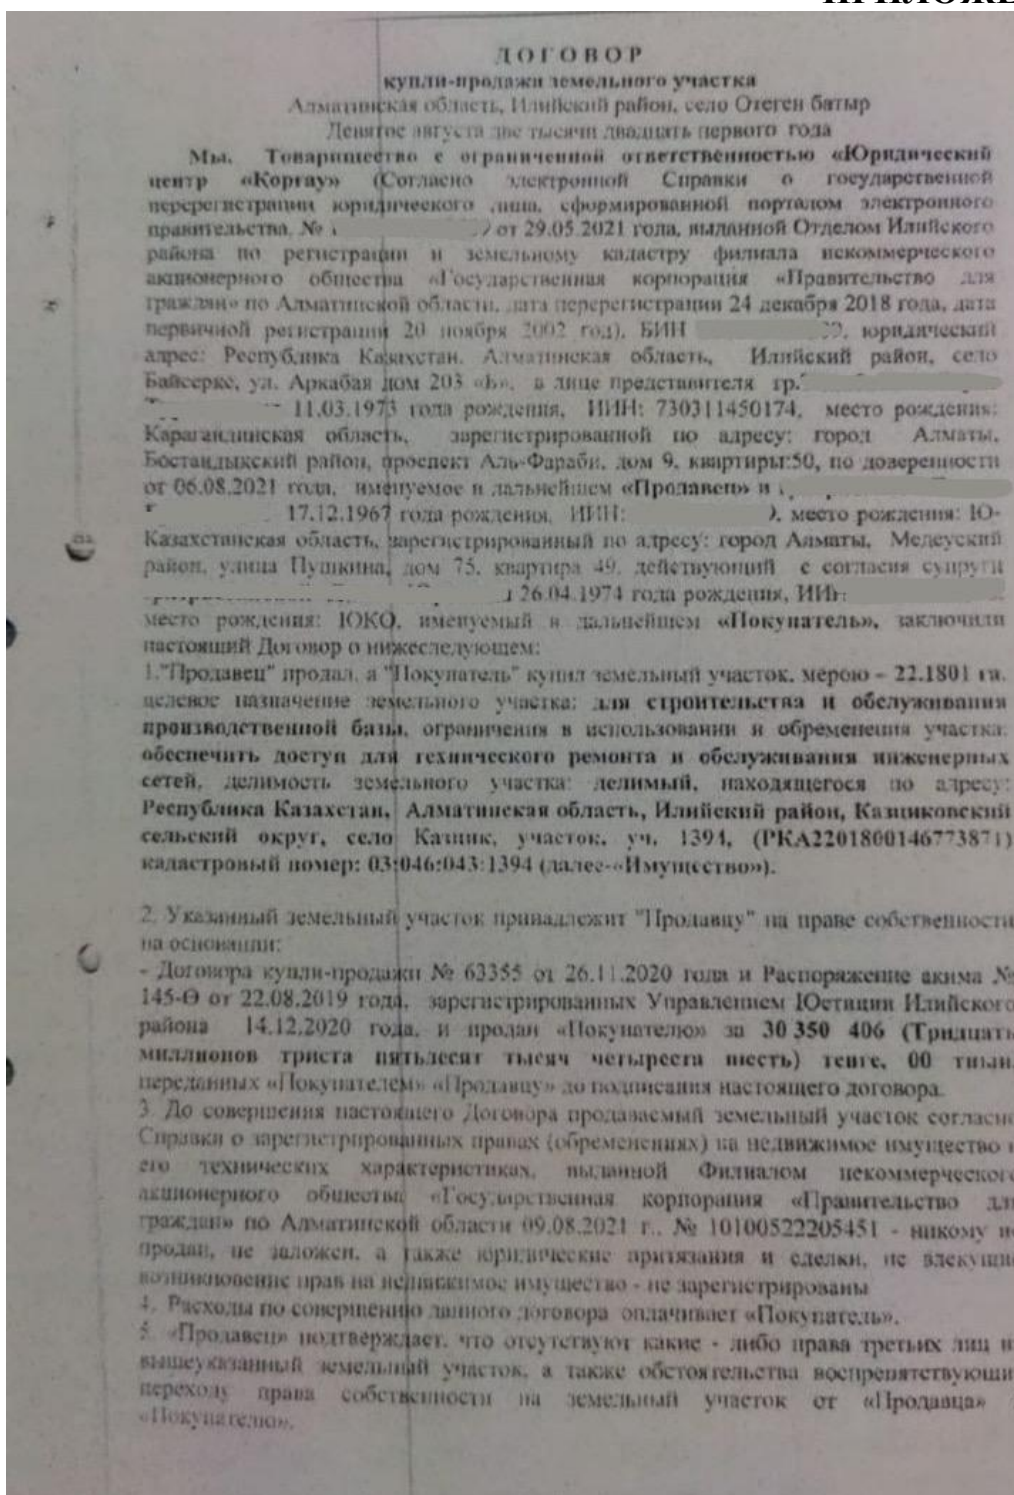 ПРИЛОЖЕ
ДОГОВОР
купли-продажи земельного участка
Алматинская область, Илийский район, село Отеген батыр
Девятое августа две тысячи двадцать первого года
Мы, Товарищество с ограниченной ответственностью «Юридический
центр «Коргау» (Согласно электронной Справки о государственной
перерегистрации юридического лица, сформированной порталом электронного
правительства, № от 29.05.2021 года, выданной Отделом Илийского
района по регистрации и земельному кадастру филиала некоммерческого
акционерного общества «Государственная корпорация «Правительство для
граждан» по Алматинской области, дата перерегистрации 24 декабря 2018 года, дата
первичной регистрации 20 ноября 2002 год), БИН , юридический
адрес: Республика Казахстан, Алматинская область, Илийский район, село
Байсерке, ул. Аркабая дом 203 «Б», в лице представителя гр.
11.03.1973 года рождения, ИИН: 730311450174, место рождения:
Карагандинская область, зарегистрированной по адресу: город Алматы,
Бостандыкский район, проспект Аль-Фараби, дом 9, квартиры:50, по доверенности
от 06.08.2021 года, именуемое в дальнейшем «Продавец» и
17.12.1967 года рождения, ИИН: , место рождения: Ю-
Казахстанская область, зарегистрированный по адресу: город Алматы, Медеуский
район, улица Пушкина, дом 75, квартира 49, действующий с согласия супруги
26.04.1974 года рождения, ИИН:
место рождения: ЮКО, именуемый в дальнейшем «Покупатель», заключили
настоящий Договор о нижеследующем:
1."Продавец" продал, а "Покупатель" купил земельный участок, мерою – 22.1801 га,
целевое назначение земельного участка: для строительства и обслуживания
производственной базы, ограничения в использовании и обременения участка:
обеспечить доступ для технического ремонта и обслуживания инженерных
сетей, делимость земельного участка: делимый, находящегося по адресу:
Республика Казахстан, Алматинская область, Илийский район, Казциковский
сельский округ, село Казцик, участок, уч. 1394, (РКА2201800146773871)
кадастровый номер: 03:046:043:1394 (далее-«Имущество»).
2. Указанный земельный участок принадлежит "Продавцу" на праве собственности
на основании:
- Договора купли-продажи № 63355 от 26.11.2020 года и Распоряжение акима №
145-Ө от 22.08.2019 года, зарегистрированных Управлением Юстиции Илийского
района 14.12.2020 года, и продан «Покупателю» за 30 350 406 (Тридцать
миллионов триста пятьдесят тысяч четыреста шесть) тенге, 00 тиын,
переданных «Покупателем» «Продавцу» до подписания настоящего договора.
3. До совершения настоящего Договора продаваемый земельный участок согласно
Справки о зарегистрированных правах (обременениях) на недвижимое имущество и
его технических характеристиках, выданной Филиалом некоммерческого
акционерного общества «Государственная корпорация «Правительство для
граждан» по Алматинской области 09.08.2021 г., № 10100522205451 - никому не
продан, не заложен, а также юридические притязания и сделки, не влекущие
возникновение прав на недвижимое имущество - не зарегистрированы
4. Расходы по совершению данного договора оплачивает «Покупатель».
5. «Продавец» подтверждает, что отсутствуют какие - либо права третьих лиц на
вышеуказанный земельный участок, а также обстоятельства воспрепятствующи
переходу права собственности на земельный участок от «Продавца»
«Покупателю».